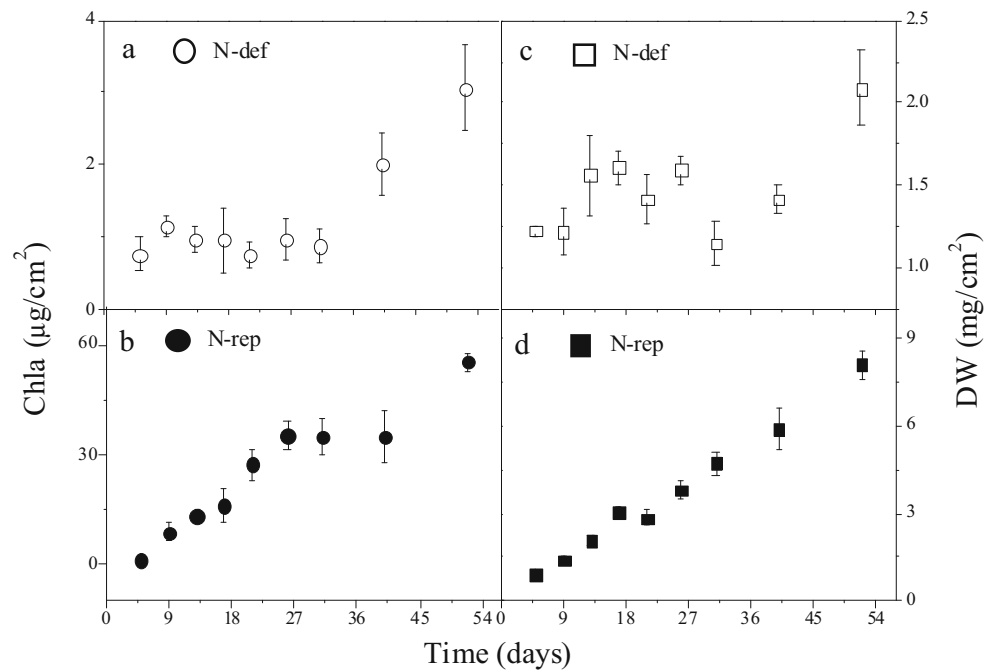 a N-def
c N-def
4
2
0
2.5
2.0
1.5
1.0
b N-rep
d N-rep
60
30
0
9
6
3
0
0 9 18 27 36 45 54
0 9 18 27 36 45 54
Chla (µg/cm²)
DW (mg/cm²)
Time (days)